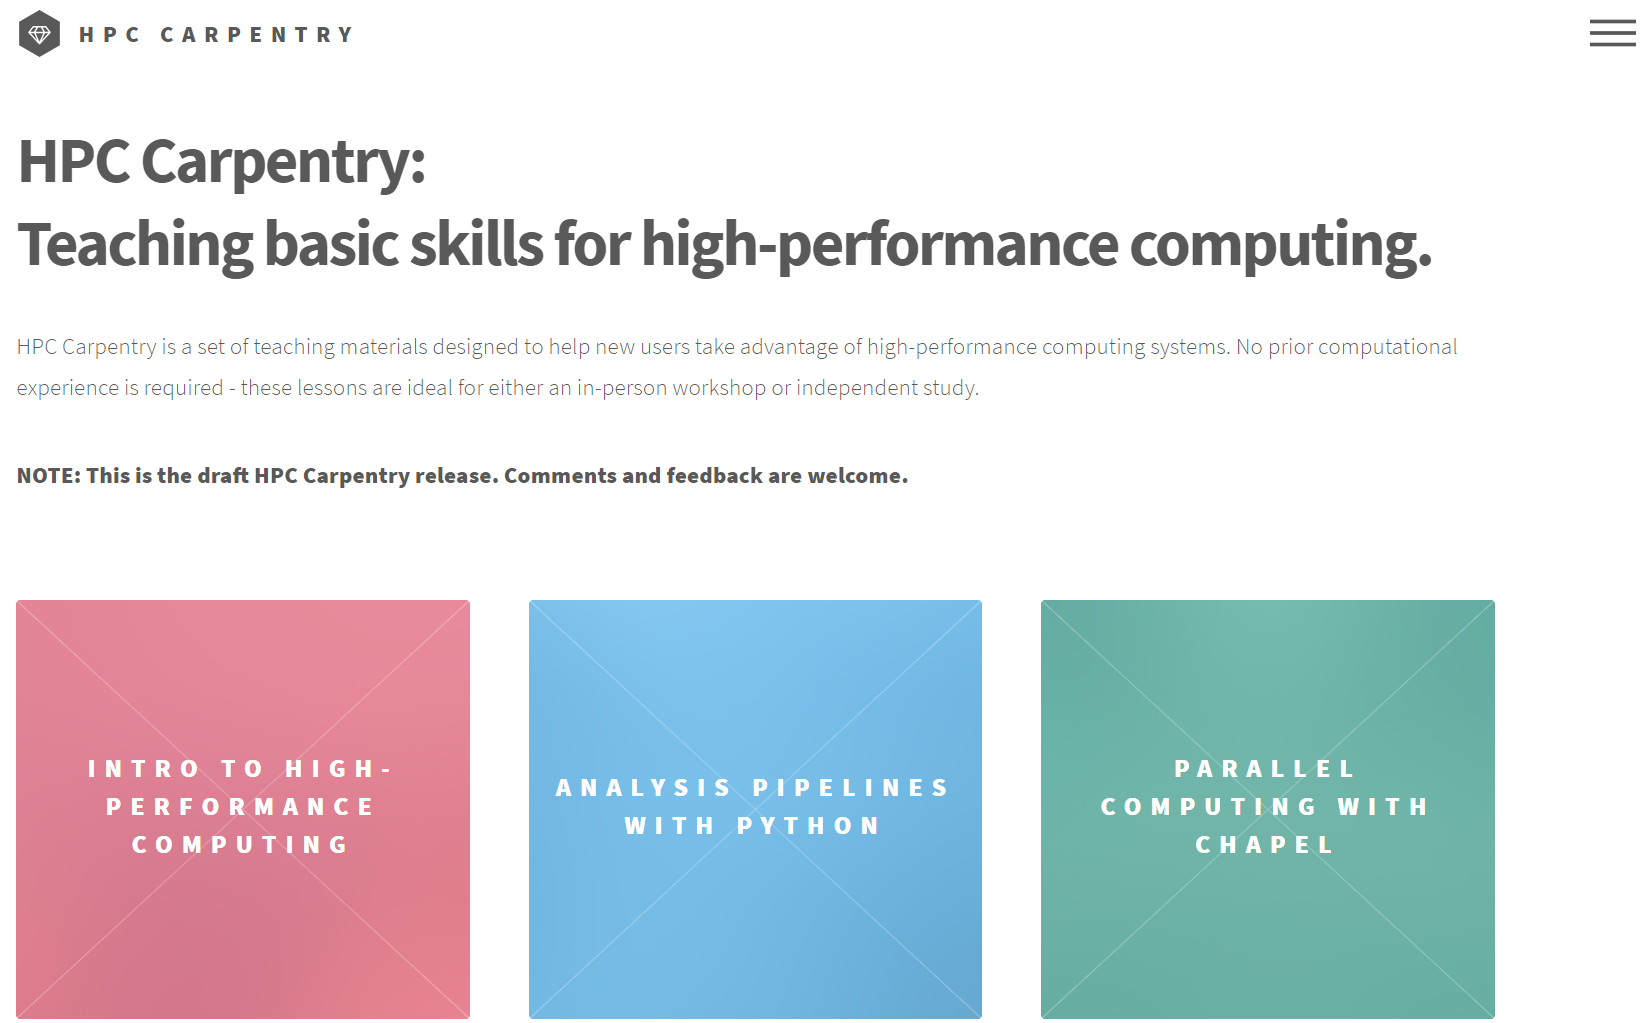 HPC CARPENTRY
HPC Carpentry:
Teaching basic skills for high-performance computing.
HPC Carpentry is a set of teaching materials designed to help new users take advantage of high-performance computing systems. No prior computational
experience is required - these lessons are ideal for either an in-person workshop or independent study.
NOTE: This is the draft HPC Carpentry release. Comments and feedback are welcome.
INTRO TO HIGH-
PERFORMANCE
COMPUTING
ANALYSIS PIPELINES
WITH PYTHON
PARALLEL
COMPUTING WITH
CHAPEL